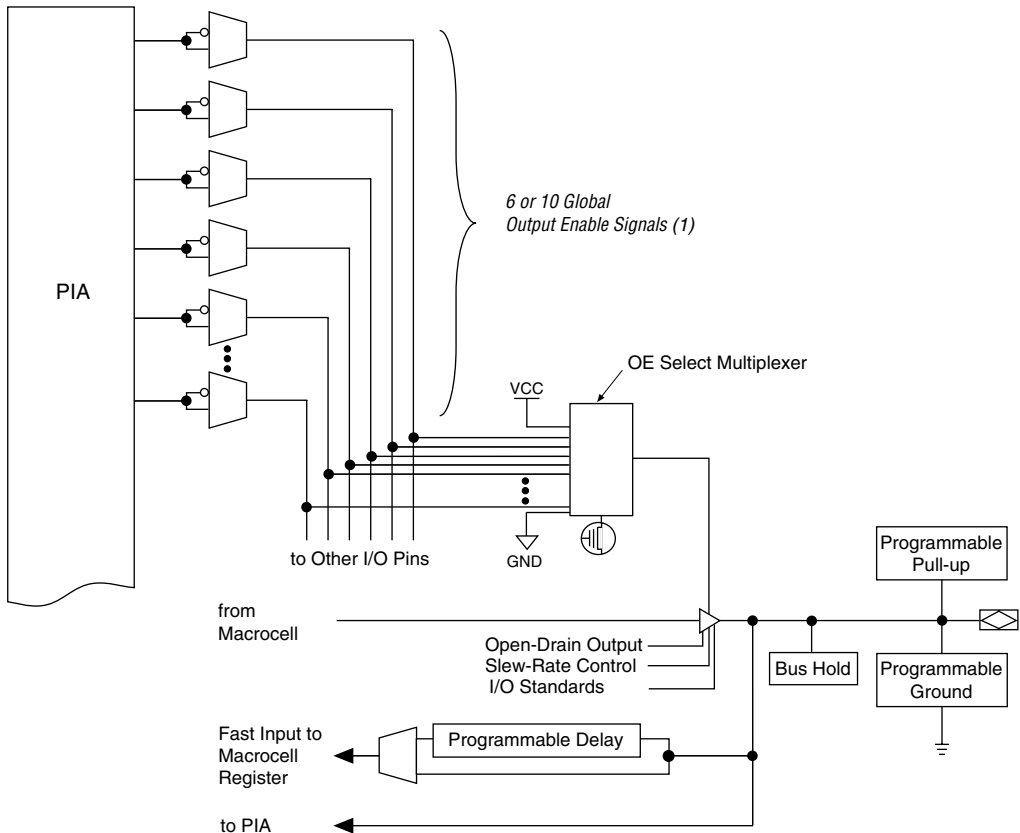 PIA
6 or 10 Global
Output Enable Signals (1)
OE Select Multiplexer
VCC
GND
to Other I/O Pins
from
Macrocell
Open-Drain Output
Slew-Rate Control
I/O Standards
Programmable
Pull-up
Bus Hold
Programmable
Ground
Fast Input to
Macrocell
Register
Programmable Delay
to PIA